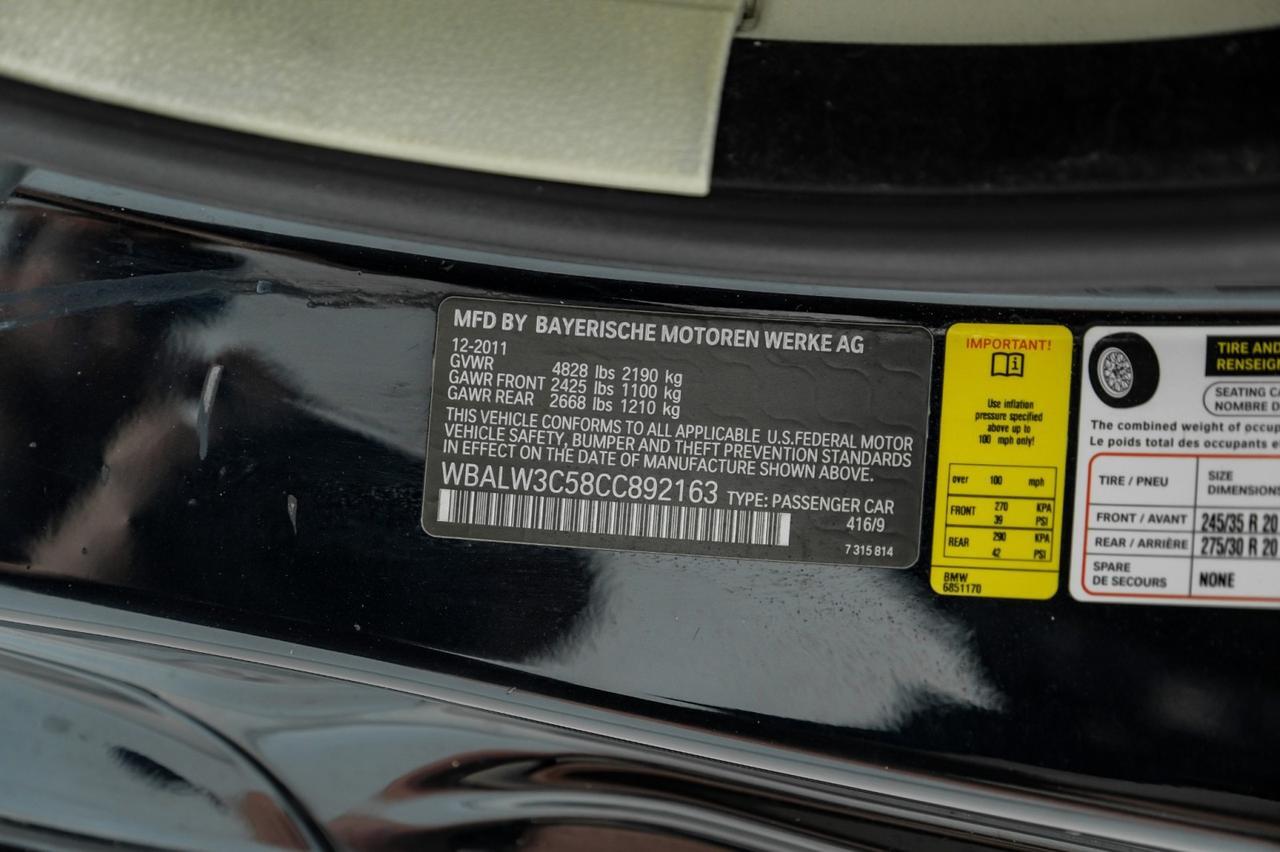 MFD BY BAYERISCHE MOTOREN WERKE AG
12-2011
GVWR 4828 lbs 2190 kg
GAWR FRONT 2425 lbs 1100 kg
GAWR REAR 2668 lbs 1210 kg
THIS VEHICLE CONFORMS TO ALL APPLICABLE U.S.FEDERAL MOTOR
VEHICLE SAFETY, BUMPER AND THEFT PREVENTION STANDARDS
IN EFFECT ON THE DATE OF MANUFACTURE SHOWN ABOVE.
WBALW3C58CC892163 TYPE: PASSENGER CAR
416/9
7 315 814
IMPORTANT!
Use inflation
pressure specified
above up to
100 mph only!
over 100 mph
FRONT 270 KPA
39 PSI
REAR 290 KPA
42 PSI
BMW
6851170
TIRE AND
RENSEIG
SEATING CA
NOMBRE D
The combined weight of occup
Le poids total des occupants e
TIRE / PNEU SIZE
DIMENSIONS
FRONT / AVANT 245/35 R 20
REAR / ARRIÈRE 275/30 R 20
SPARE
DE SECOURS NONE